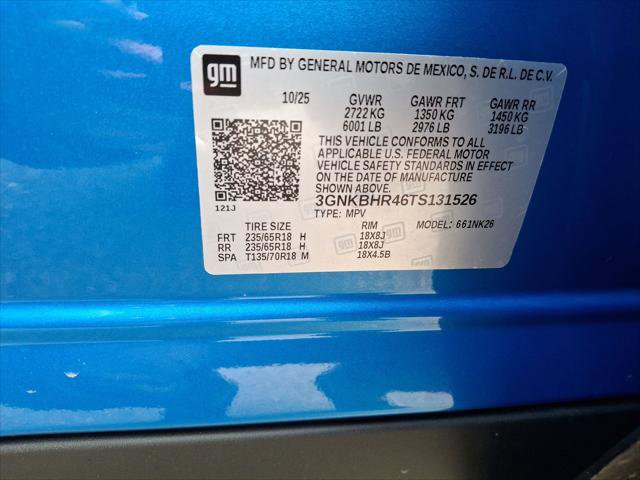 gm
MFD BY GENERAL MOTORS DE MEXICO, S. DE R.L. DE C.V.
10/25 GVWR GAWR FRT GAWR RR
2722 KG 1350 KG 1450 KG
6001 LB 2976 LB 3196 LB
THIS VEHICLE CONFORMS TO ALL
APPLICABLE U.S. FEDERAL MOTOR
VEHICLE SAFETY STANDARDS IN EFFECT
ON THE DATE OF MANUFACTURE
SHOWN ABOVE.
121J
3GNKBHR46TS131526
TYPE: MPV MODEL: 661NK26
TIRE SIZE RIM
FRT 235/65R18 H 18X8J
RR 235/65R18 H 18X8J
SPA T135/70R18 M 18X4.5B